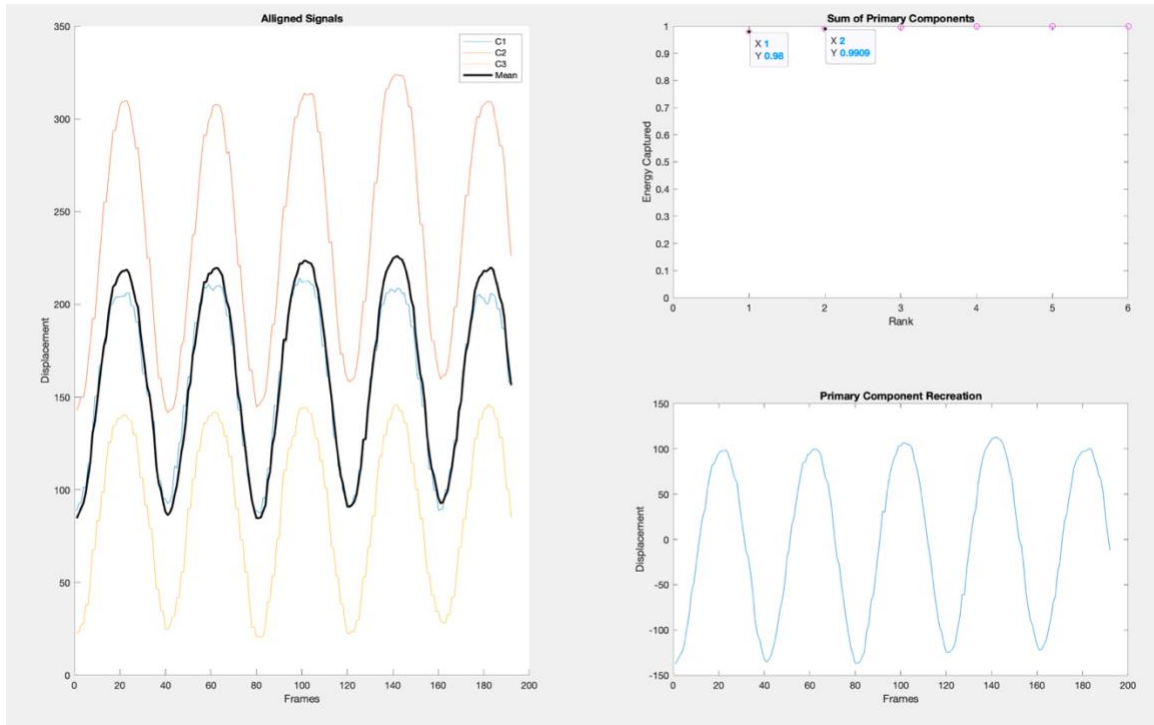 Alligned Signals
350
300
250
200
150
100
50
0
Displacement
0 20 40 60 80 100 120 140 160 180 200
Frames
C1
C2
C3
Mean
Sum of Primary Components
1
0.9
0.8
0.7
0.6
0.5
0.4
0.3
0.2
0.1
0
Energy Captured
X 1
Y 0.98
X 2
Y 0.9909
0 1 2 3 4 5 6
Rank
Primary Component Recreation
150
100
50
0
-50
-100
-150
Displacement
0 20 40 60 80 100 120 140 160 180 200
Frames